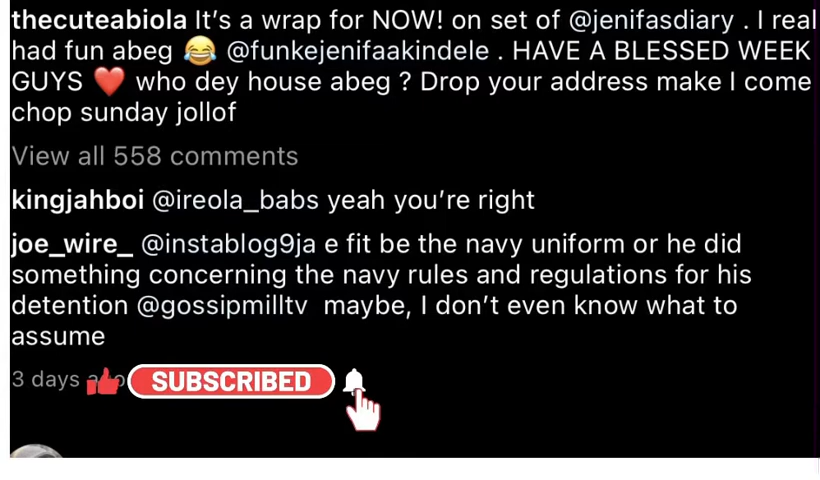 thecuteabiola It’s a wrap for NOW! on set of @jenifasdiary . I real
had fun abeg 😂 @funkejenifaakindele . HAVE A BLESSED WEEK
GUYS ❤️ who dey house abeg ? Drop your address make I come
chop sunday jollof
View all 558 comments
kingjahboi @ireola_babs yeah you’re right
joe_wire_ @instablog9ja e fit be the navy uniform or he did
something concerning the navy rules and regulations for his
detention @gossipmilltv maybe, I don’t even know what to
assume
3 days ago
SUBSCRIBED